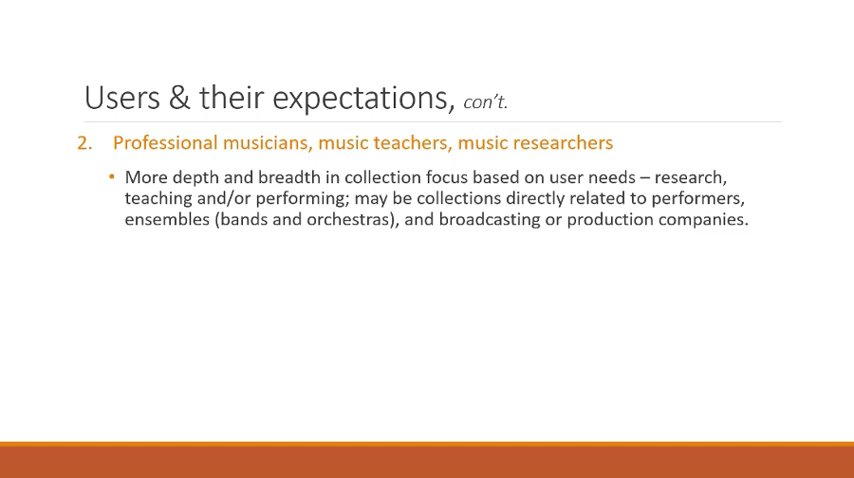 Users & their expectations, con't.
2. Professional musicians, music teachers, music researchers
• More depth and breadth in collection focus based on user needs – research,
teaching and/or performing; may be collections directly related to performers,
ensembles (bands and orchestras), and broadcasting or production companies.